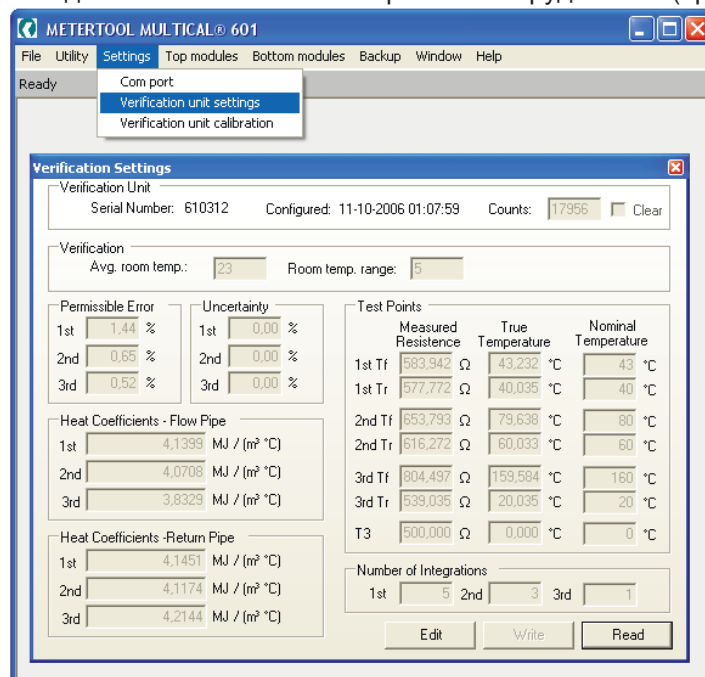 METERTOOL MULTICAL® 601
File Utility Settings Top modules Bottom modules Backup Window Help
Ready
Com port
Verification unit settings
Verification unit calibration
Verification Settings
Verification Unit
Serial Number: 610312 Configured: 11-10-2006 01:07:59 Counts: 17956 Clear
Verification
Avg. room temp.: 23 Room temp. range: 5
Permissible Error
1st 1,44 %
2nd 0,65 %
3rd 0,52 %
Uncertainty
1st 0,00 %
2nd 0,00 %
3rd 0,00 %
Heat Coefficients - Flow Pipe
1st 4,1399 MJ / (m³ °C)
2nd 4,0708 MJ / (m³ °C)
3rd 3,8329 MJ / (m³ °C)
Heat Coefficients -Return Pipe
1st 4,1451 MJ / (m³ °C)
2nd 4,1174 MJ / (m³ °C)
3rd 4,2144 MJ / (m³ °C)
Test Points
Measured Resistence True Temperature Nominal Temperature
1st Tf 583,942 Ω 43,232 °C 43 °C
1st Tr 577,772 Ω 40,035 °C 40 °C
2nd Tf 653,793 Ω 79,638 °C 80 °C
2nd Tr 616,272 Ω 60,033 °C 60 °C
3rd Tf 804,497 Ω 159,584 °C 160 °C
3rd Tr 539,035 Ω 20,035 °C 20 °C
T3 500,000 Ω 0,000 °C 0 °C
Number of Integrations
1st 5 2nd 3 3rd 1
Edit Write Read